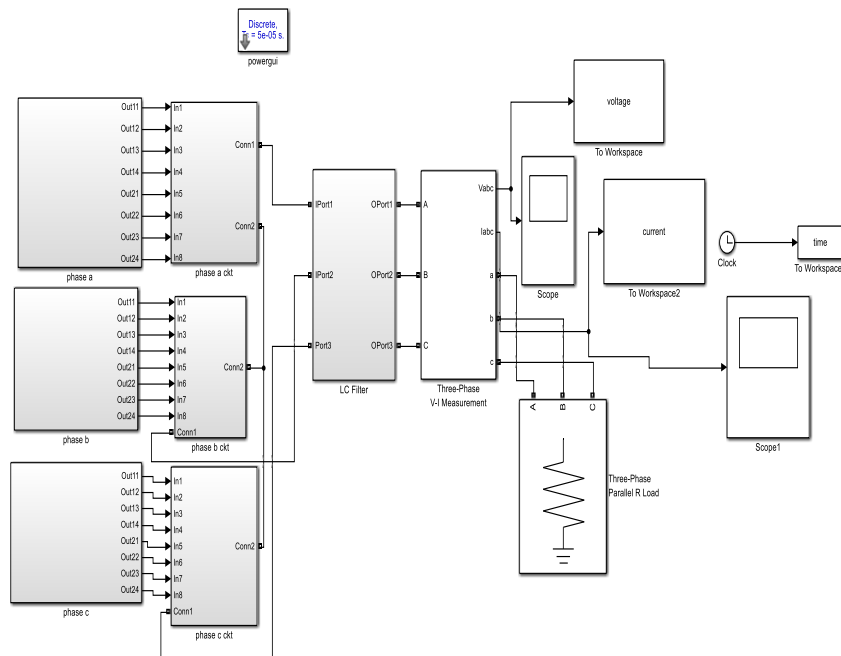 Discrete,
Ts = 5e-05 s.
powergui
Out11
Out12
Out13
Out14
Out21
Out22
Out23
Out24
phase a
In1
In2
In3
In4
In5
In6
In7
In8
Conn1
Conn2
phase a ckt
Out11
Out12
Out13
Out14
Out21
Out22
Out23
Out24
phase b
In1
In2
In3
In4
In5
In6
In7
In8
Conn1
Conn2
phase b ckt
Out11
Out12
Out13
Out14
Out21
Out22
Out23
Out24
phase c
In1
In2
In3
In4
In5
In6
In7
In8
Conn1
Conn2
phase c ckt
IPort1
IPort2
Port3
OPort1
OPort2
OPort3
LC Filter
A
B
C
Vabc
Iabc
a
b
c
Three-Phase
V-I Measurement
voltage
To Workspace
Scope
current
To Workspace2
Clock
time
To Workspace
Scope1
A
B
C
Three-Phase
Parallel R Load